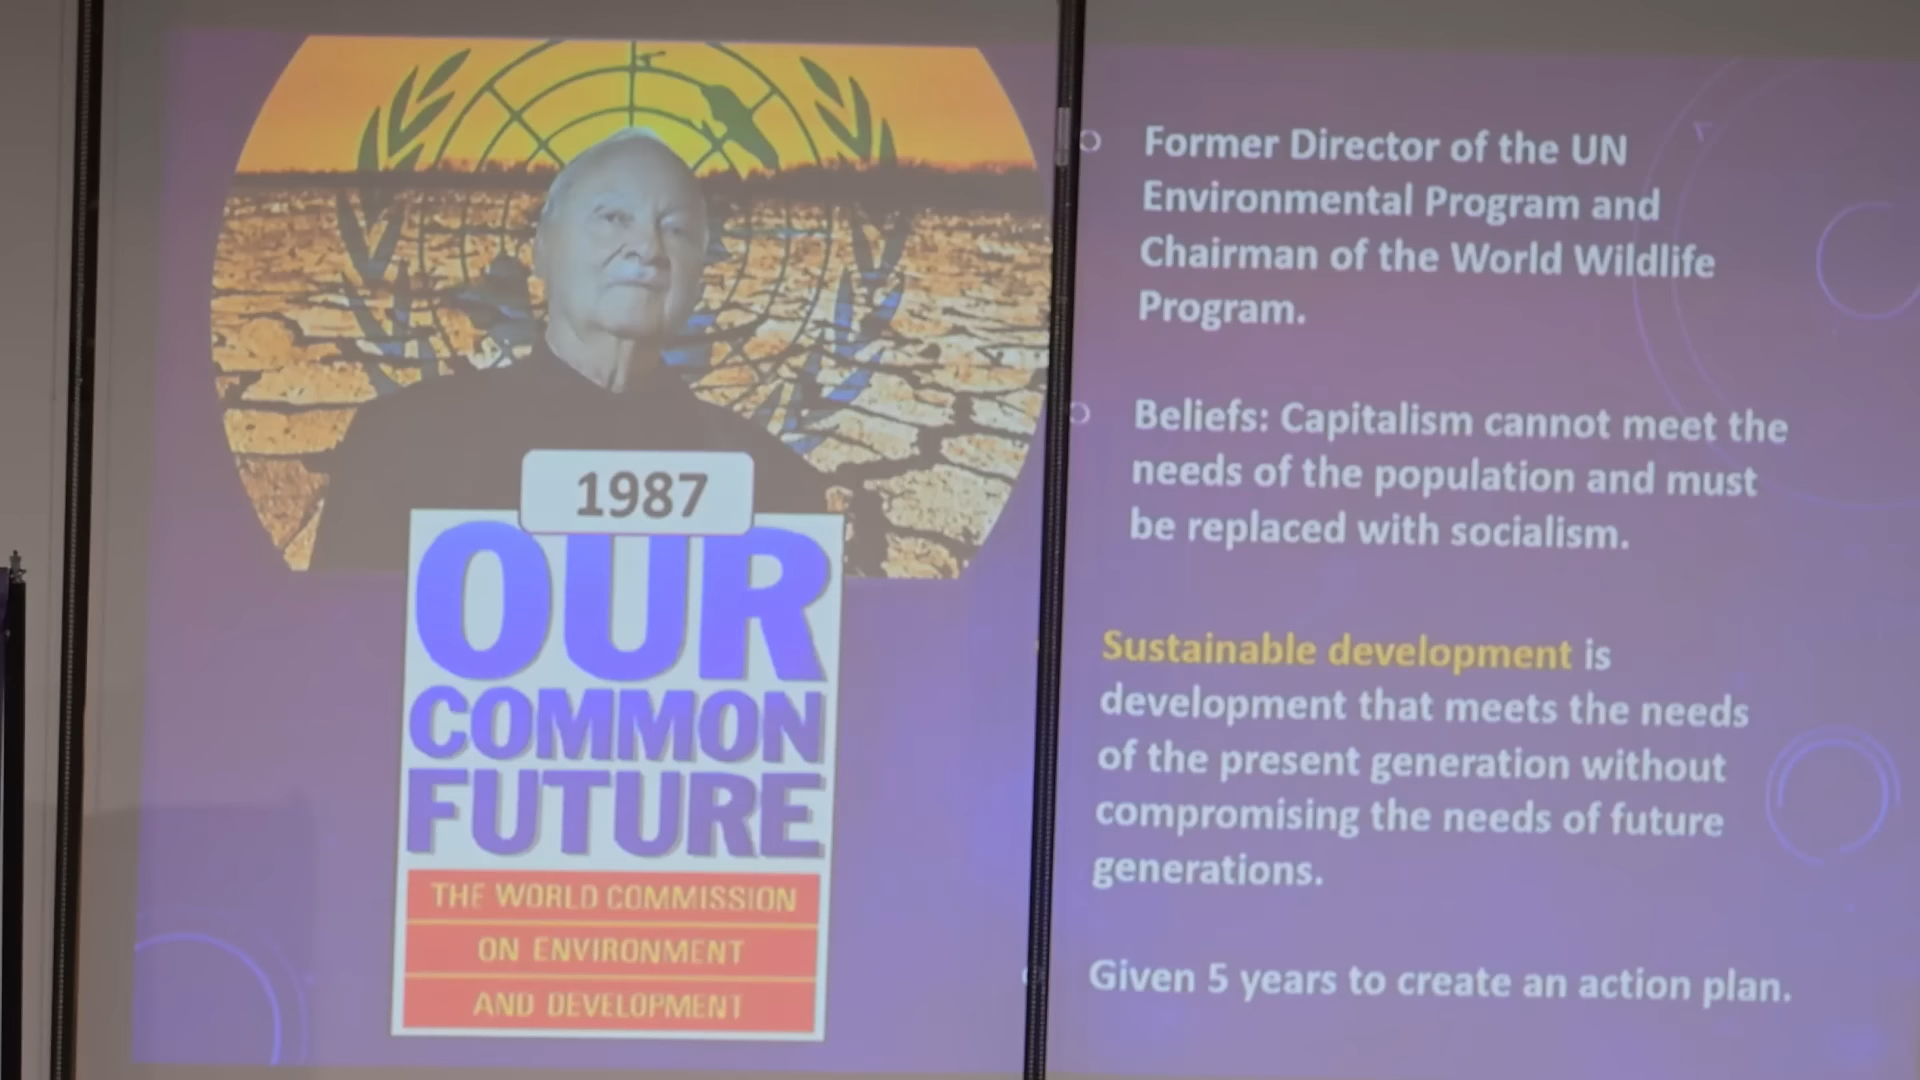 1987
OUR
COMMON
FUTURE
THE WORLD COMMISSION
ON ENVIRONMENT
AND DEVELOPMENT
Former Director of the UN
Environmental Program and
Chairman of the World Wildlife
Program.
Beliefs: Capitalism cannot meet the
needs of the population and must
be replaced with socialism.
Sustainable development is
development that meets the needs
of the present generation without
compromising the needs of future
generations.
Given 5 years to create an action plan.